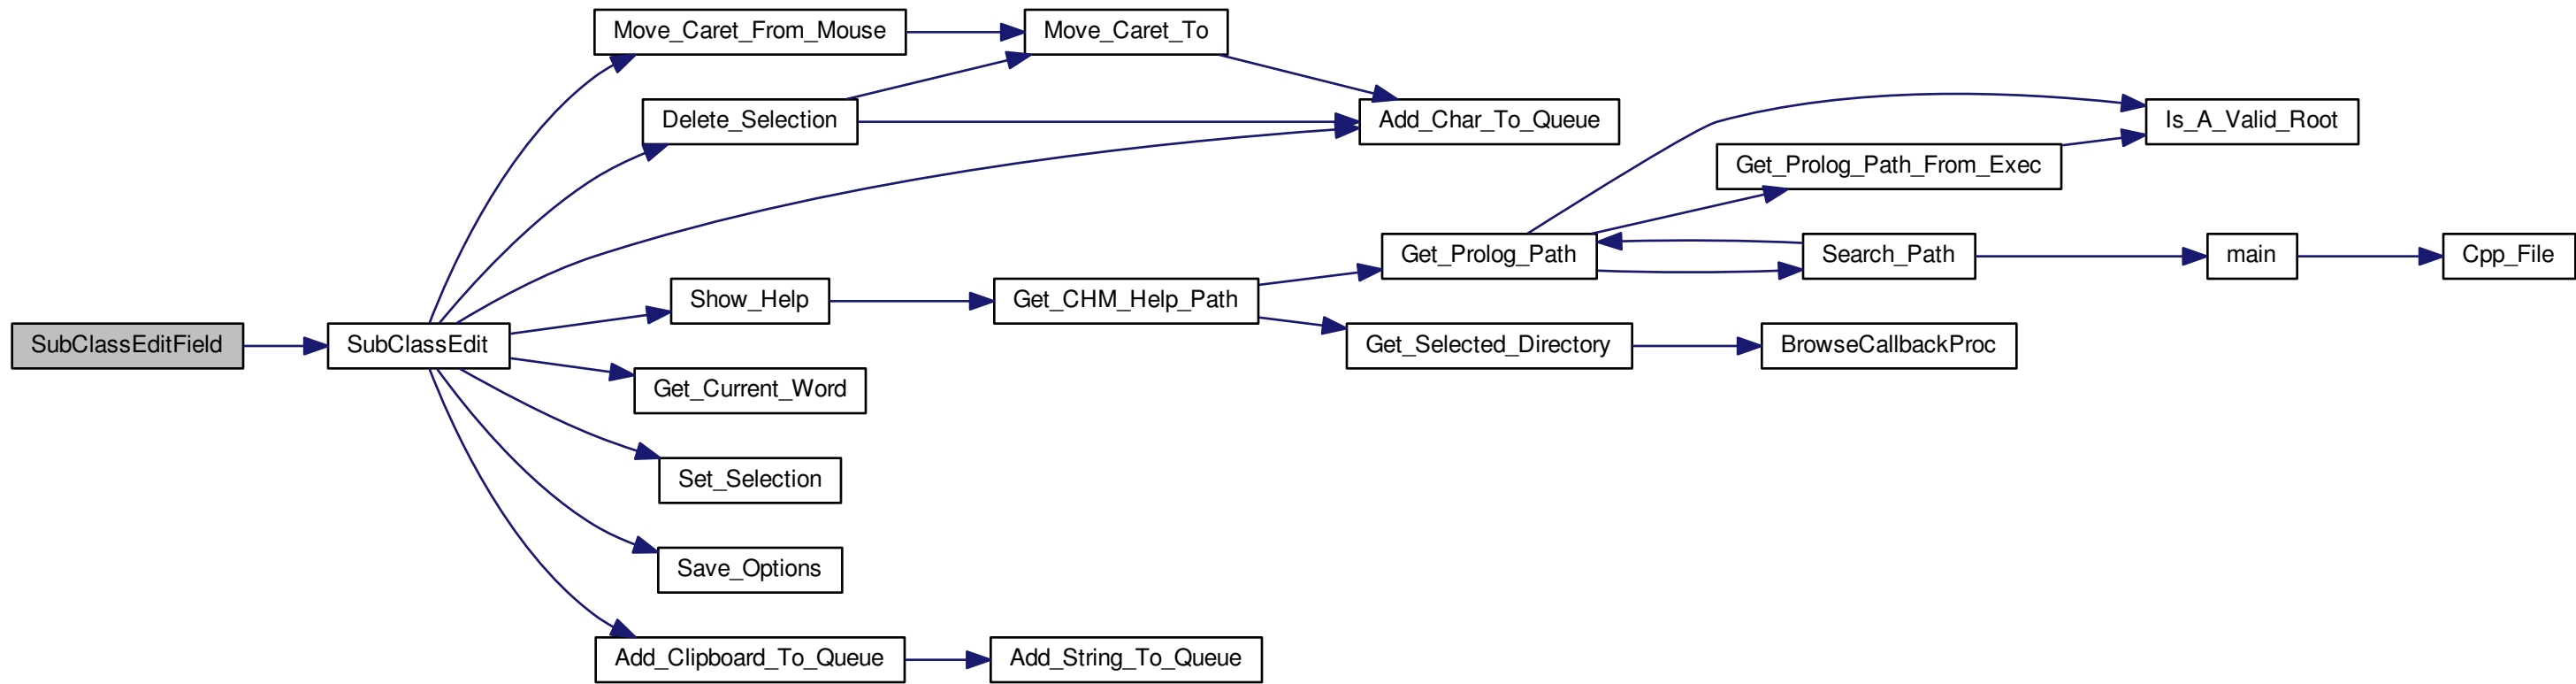 Move_Caret_From_Mouse
Move_Caret_To
Delete_Selection
Add_Char_To_Queue
Is_A_Valid_Root
Get_Prolog_Path_From_Exec
Get_Prolog_Path
Search_Path
main
Cpp_File
Show_Help
Get_CHM_Help_Path
SubClassEditField
SubClassEdit
Get_Selected_Directory
BrowseCallbackProc
Get_Current_Word
Set_Selection
Save_Options
Add_Clipboard_To_Queue
Add_String_To_Queue